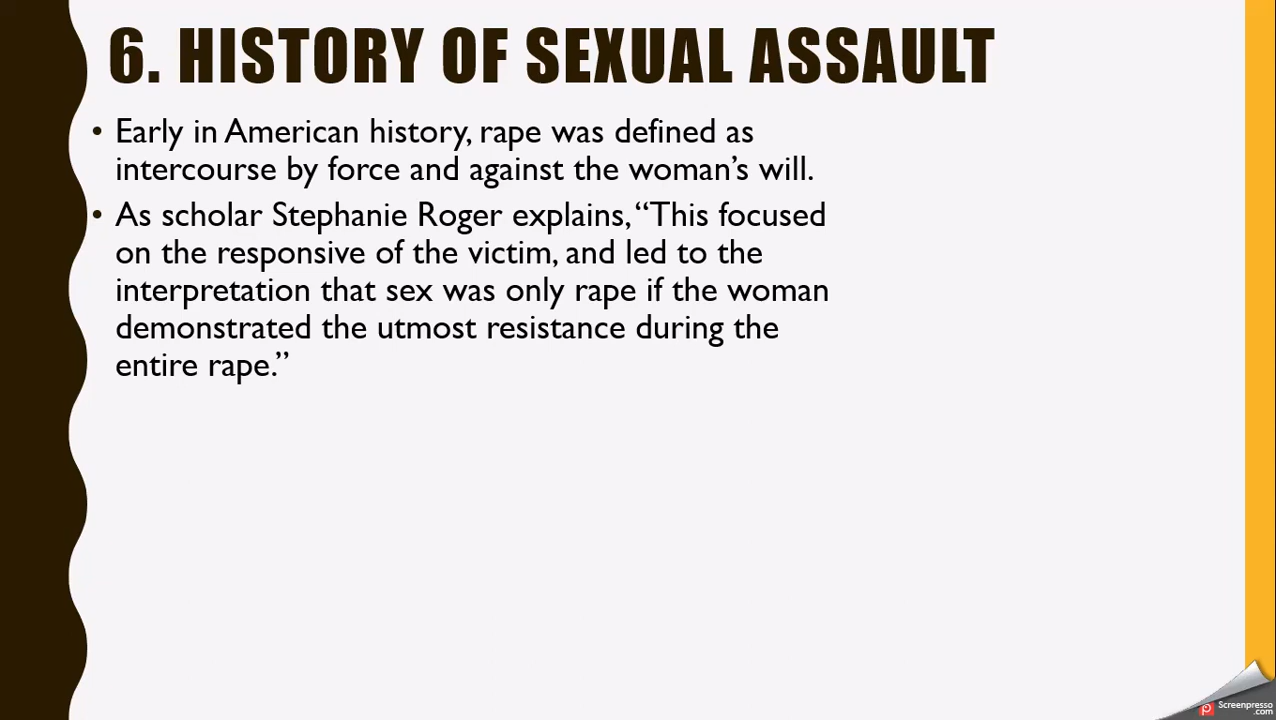 6. HISTORY OF SEXUAL ASSAULT
• Early in American history, rape was defined as
intercourse by force and against the woman’s will.
• As scholar Stephanie Roger explains, “This focused
on the responsive of the victim, and led to the
interpretation that sex was only rape if the woman
demonstrated the utmost resistance during the
entire rape.”
Screenpresso
.com